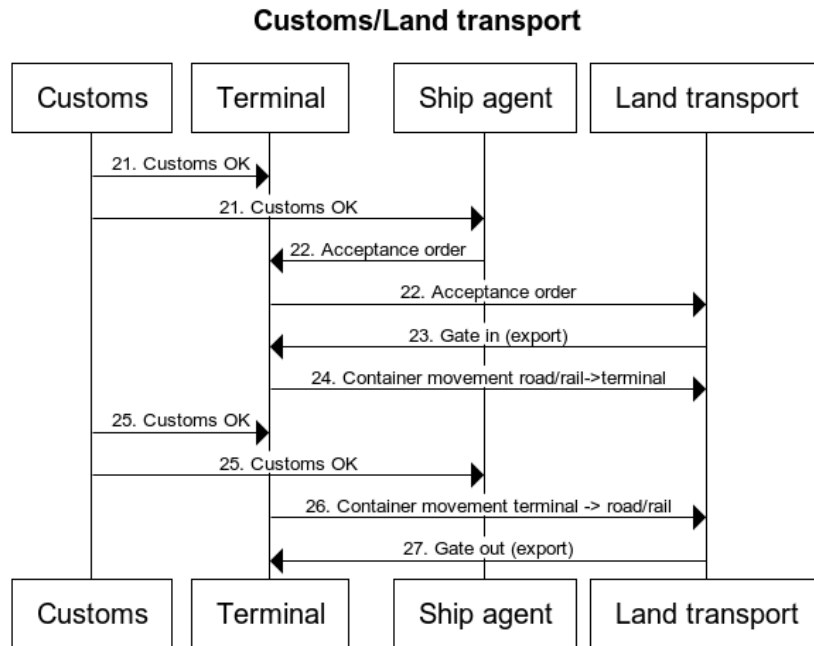 Customs/Land transport
Customs
Terminal
Ship agent
Land transport
21. Customs OK
21. Customs OK
22. Acceptance order
22. Acceptance order
23. Gate in (export)
24. Container movement road/rail->terminal
25. Customs OK
25. Customs OK
26. Container movement terminal -> road/rail
27. Gate out (export)
Customs
Terminal
Ship agent
Land transport